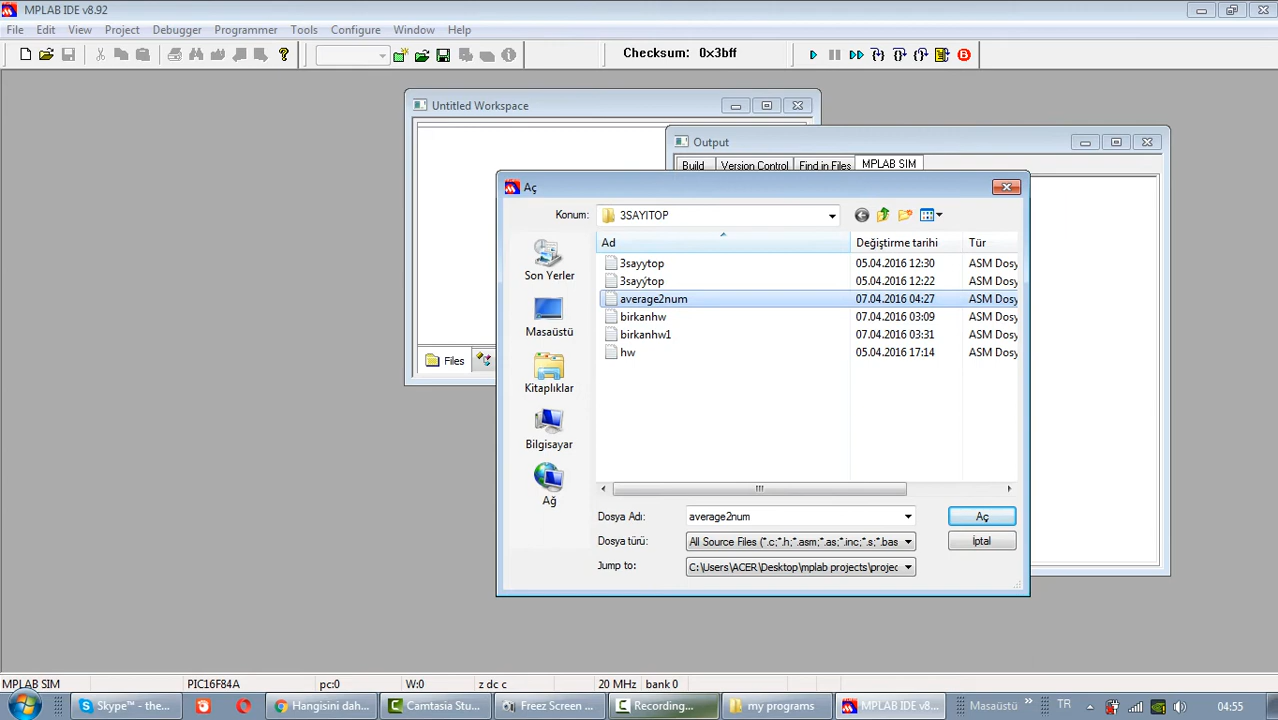 MPLAB IDE v8.92
File Edit View Project Debugger Programmer Tools Configure Window Help
Checksum: 0x3bff
Untitled Workspace
Output
Build Version Control Find in Files MPLAB SIM
Aç
Konum: 3SAYITOP
Ad Değiştirme tarihi Tür
3sayytop 05.04.2016 12:30 ASM Dosy
3sayýtop 05.04.2016 12:22 ASM Dosy
average2num 07.04.2016 04:27 ASM Dosy
birkanhw 07.04.2016 03:09 ASM Dosy
birkanhw1 07.04.2016 03:31 ASM Dosy
hw 05.04.2016 17:14 ASM Dosy
Son Yerler
Masaüstü
Kitaplıklar
Bilgisayar
Ağ
Files
Dosya Adı: average2num Aç
Dosya türü: All Source Files (*.c;*.h;*.asm;*.as;*.inc;*.s;*.bas İptal
Jump to: C:\Users\ACER\Desktop\mplab projects\projec
MPLAB SIM PIC16F84A pc:0 W:0 z dc c 20 MHz bank 0
Skype™ - the... Hangisini dah... Camtasia Stu... Freez Screen ... Recording... my programs MPLAB IDE v8... Masaüstü » TR 04:55